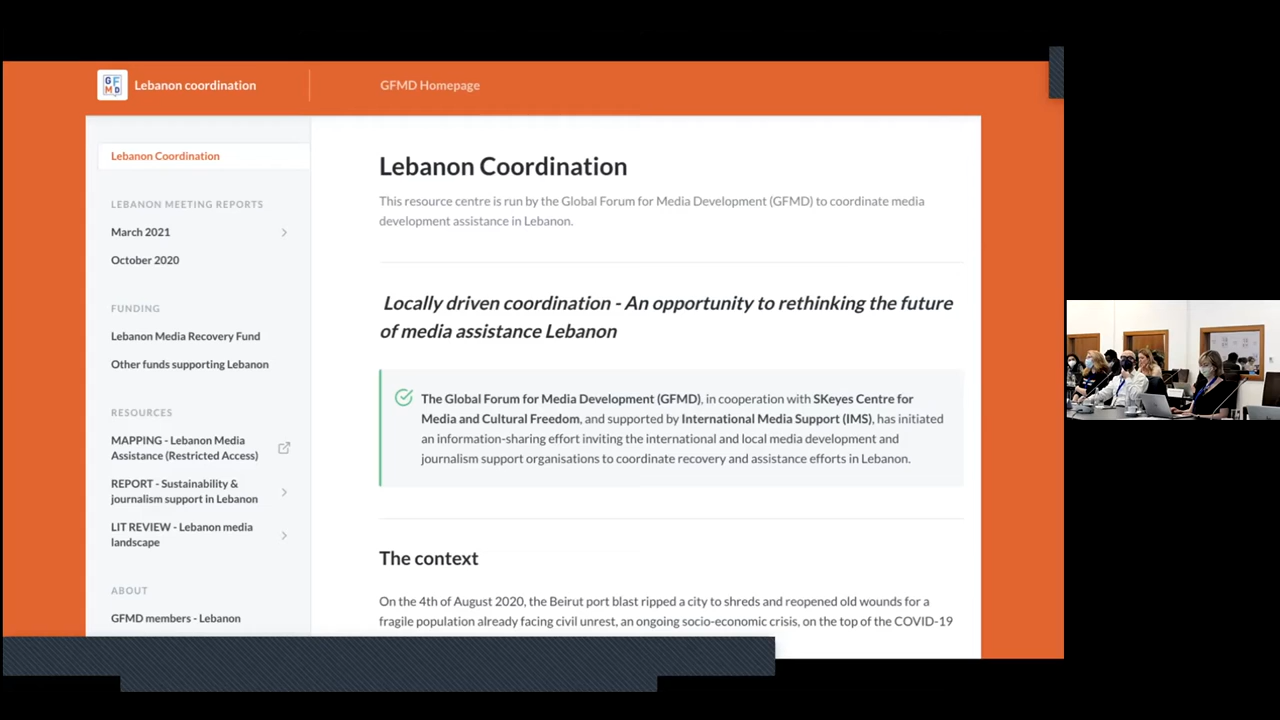 GF
MD
Lebanon coordination
GFMD Homepage
Lebanon Coordination
LEBANON MEETING REPORTS
March 2021
October 2020
FUNDING
Lebanon Media Recovery Fund
Other funds supporting Lebanon
RESOURCES
MAPPING - Lebanon Media
Assistance (Restricted Access)
REPORT - Sustainability &
journalism support in Lebanon
LIT REVIEW - Lebanon media
landscape
ABOUT
GFMD members - Lebanon
Lebanon Coordination
This resource centre is run by the Global Forum for Media Development (GFMD) to coordinate media
development assistance in Lebanon.
Locally driven coordination - An opportunity to rethinking the future
of media assistance Lebanon
The Global Forum for Media Development (GFMD), in cooperation with SKeyes Centre for
Media and Cultural Freedom, and supported by International Media Support (IMS), has initiated
an information-sharing effort inviting the international and local media development and
journalism support organisations to coordinate recovery and assistance efforts in Lebanon.
The context
On the 4th of August 2020, the Beirut port blast ripped a city to shreds and reopened old wounds for a
fragile population already facing civil unrest, an ongoing socio-economic crisis, on the top of the COVID-19